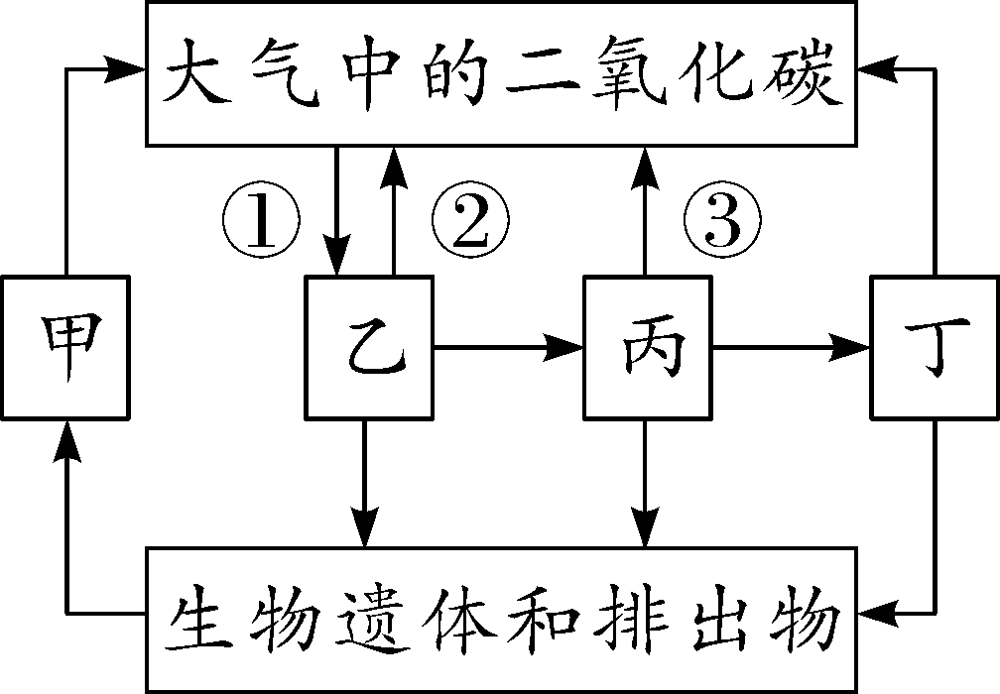 大气中的二氧化碳
① ② ③
甲 乙 丙 丁
生物遗体和排出物